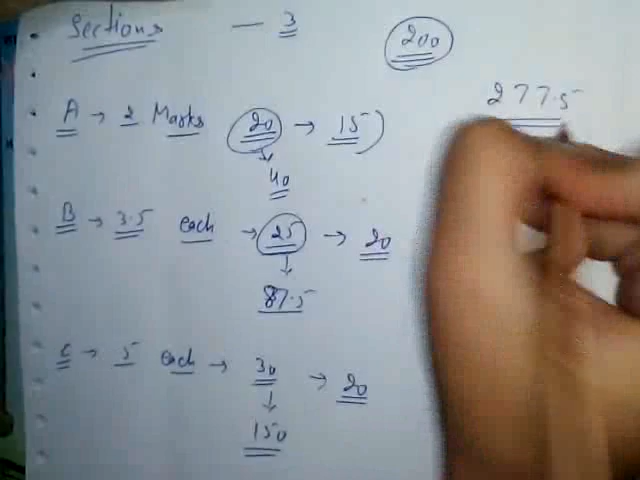 Sections — 3
200
277.5
A → 2 Marks 20 → 15)
↓
40
B → 3.5 each → 25 → 20
↓
87.5
C → 5 each → 30 → 20
↓
150